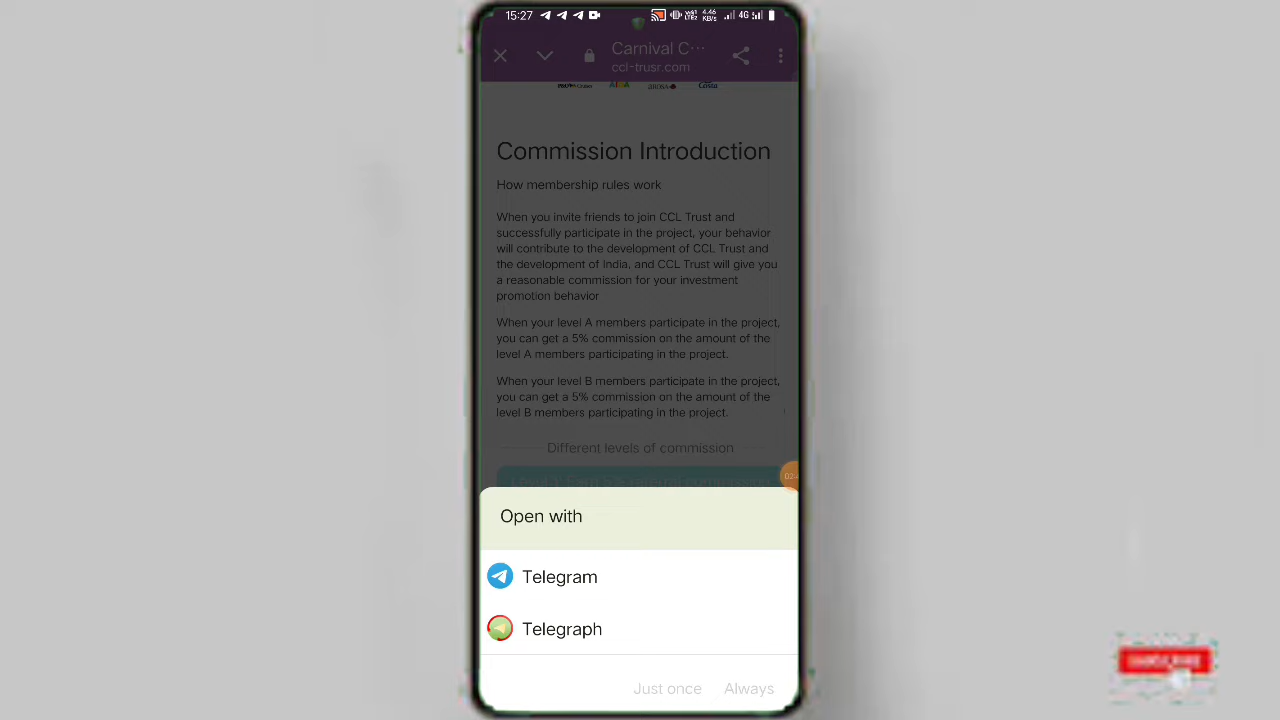 15:27
4.46
KB/s
4G
Carnival C···
ccl-trusr.com
Costa
Commission Introduction
How membership rules work
When you invite friends to join CCL Trust and
successfully participate in the project, your behavior
will contribute to the development of CCL Trust and
the development of India, and CCL Trust will give you
a reasonable commission for your investment
promotion behavior
When your level A members participate in the project,
you can get a 5% commission on the amount of the
level A members participating in the project.
When your level B members participate in the project,
you can get a 5% commission on the amount of the
level B members participating in the project.
Different levels of commission
Open with
Telegram
Telegraph
Just once Always